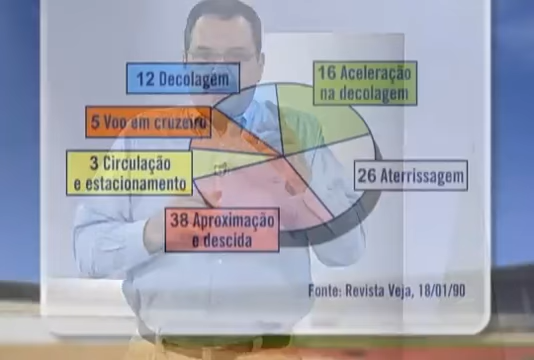 12 Decolagem
16 Aceleração
na decolagem
5 Voo em cruzeiro
3 Circulação
e estacionamento
26 Aterrissagem
38 Aproximação
e descida
Fonte: Revista Veja, 18/01/90